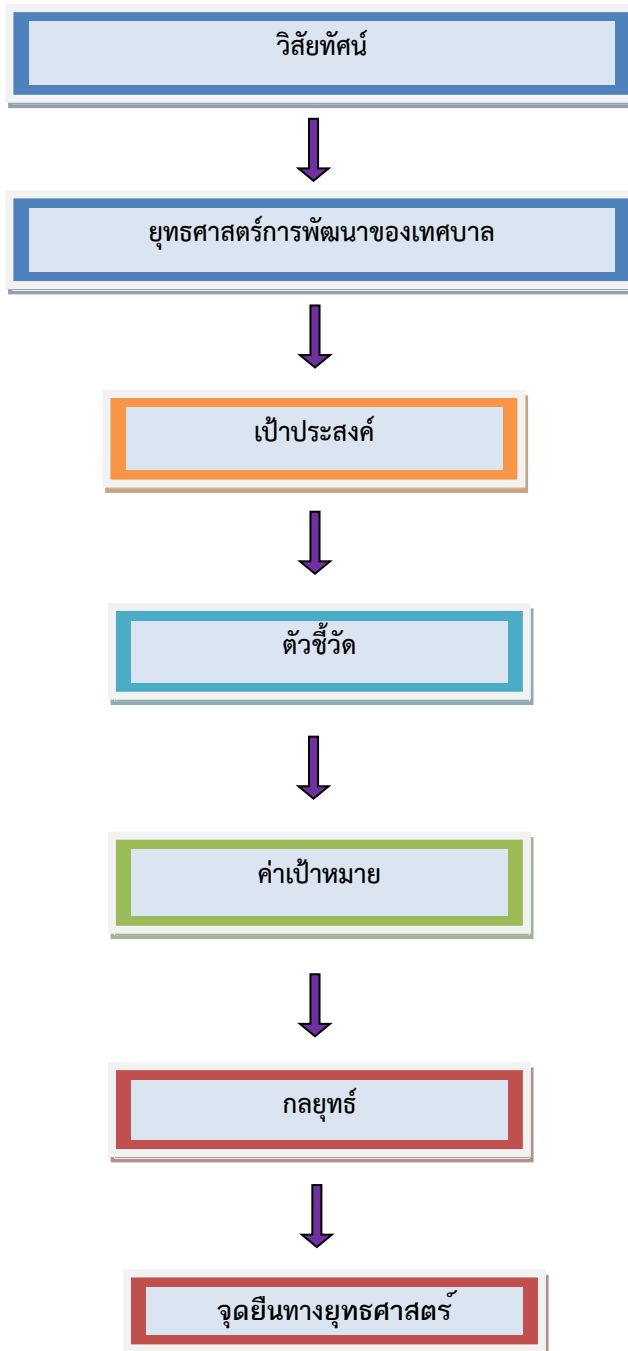 วิสัยทัศน์
ยุทธศาสตร์การพัฒนาของเทศบาล
เป้าประสงค์
ตัวชี้วัด
ค่าเป้าหมาย
กลยุทธ์
จุดยืนทางยุทธศาสตร์